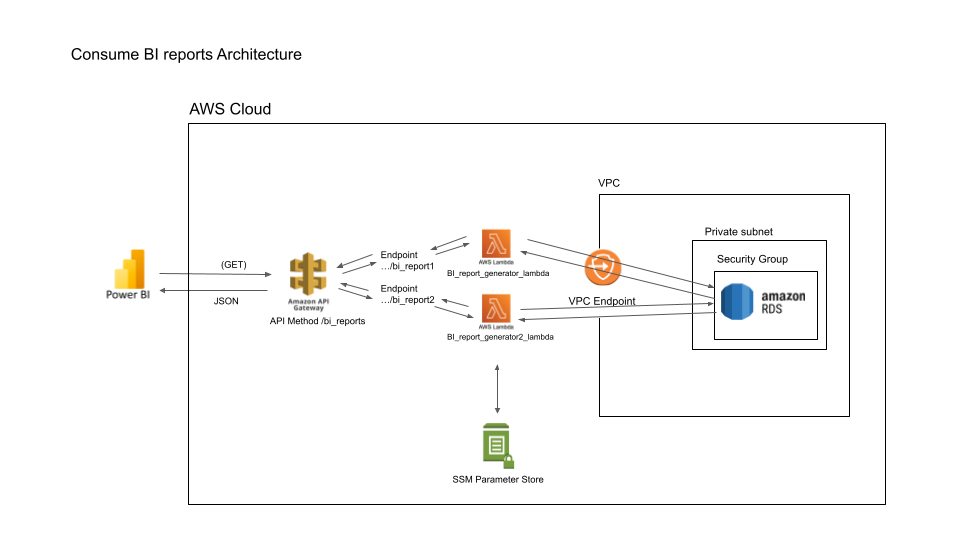 Consume BI reports Architecture
AWS Cloud
VPC
Private subnet
Security Group
(GET)
JSON
Power BI
Amazon API
Gateway
API Method /bi_reports
Endpoint
.../bi_report1
Endpoint
.../bi_report2
AWS Lambda
BI_report_generator_lambda
AWS Lambda
BI_report_generator2_lambda
VPC Endpoint
amazon
RDS
SSM Parameter Store